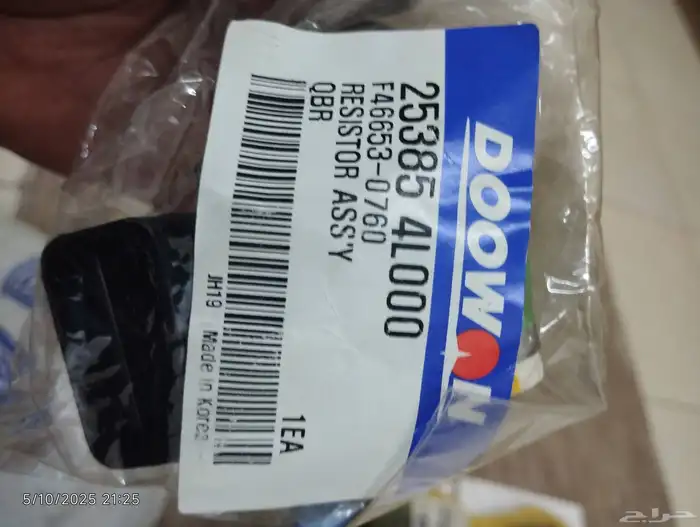 DOOWON
25385 4L000
F46653-0760
RESISTOR ASS'Y
QBR
1EA
JH19 Made in Korea
5/10/2025 21:25
حراج